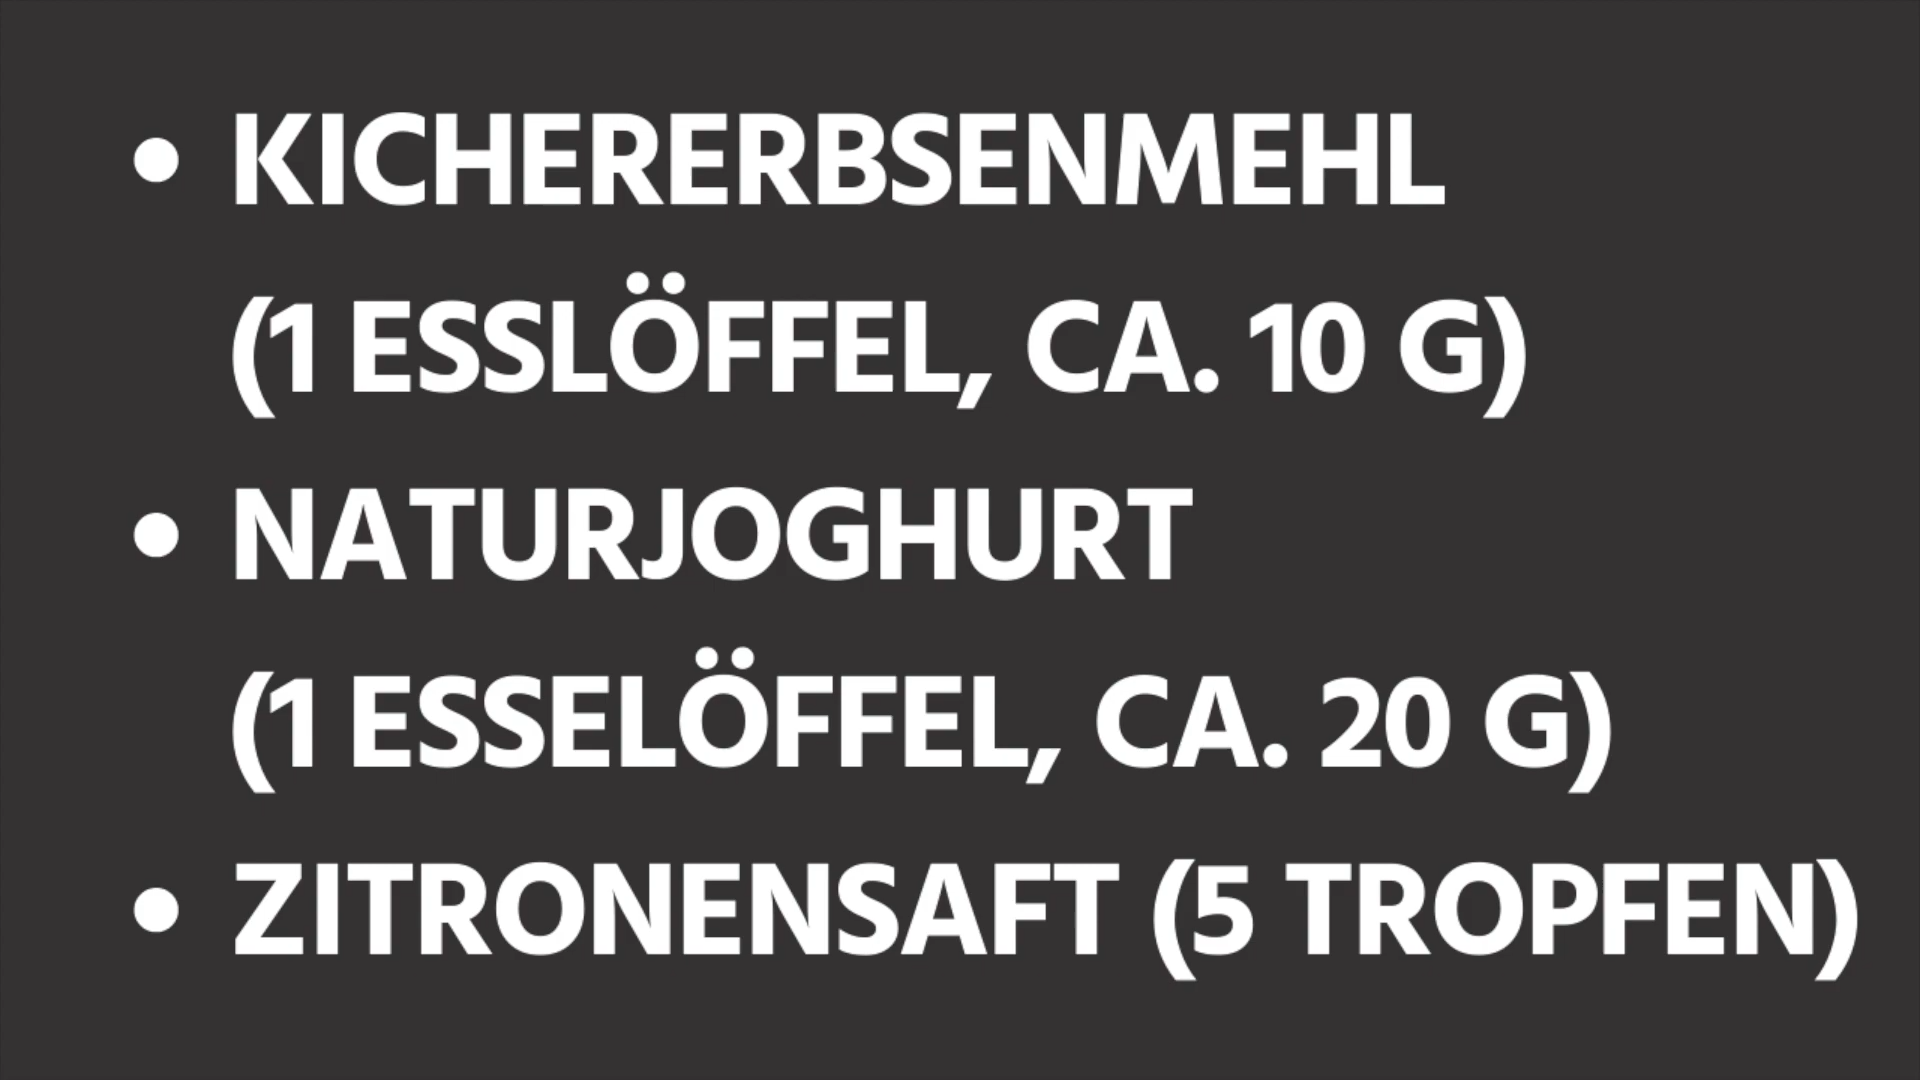 • KICHERERBSENMEHL
(1 ESSLÖFFEL, CA. 10 G)
• NATURJOGHURT
(1 ESSELÖFFEL, CA. 20 G)
• ZITRONENSAFT (5 TROPFEN)